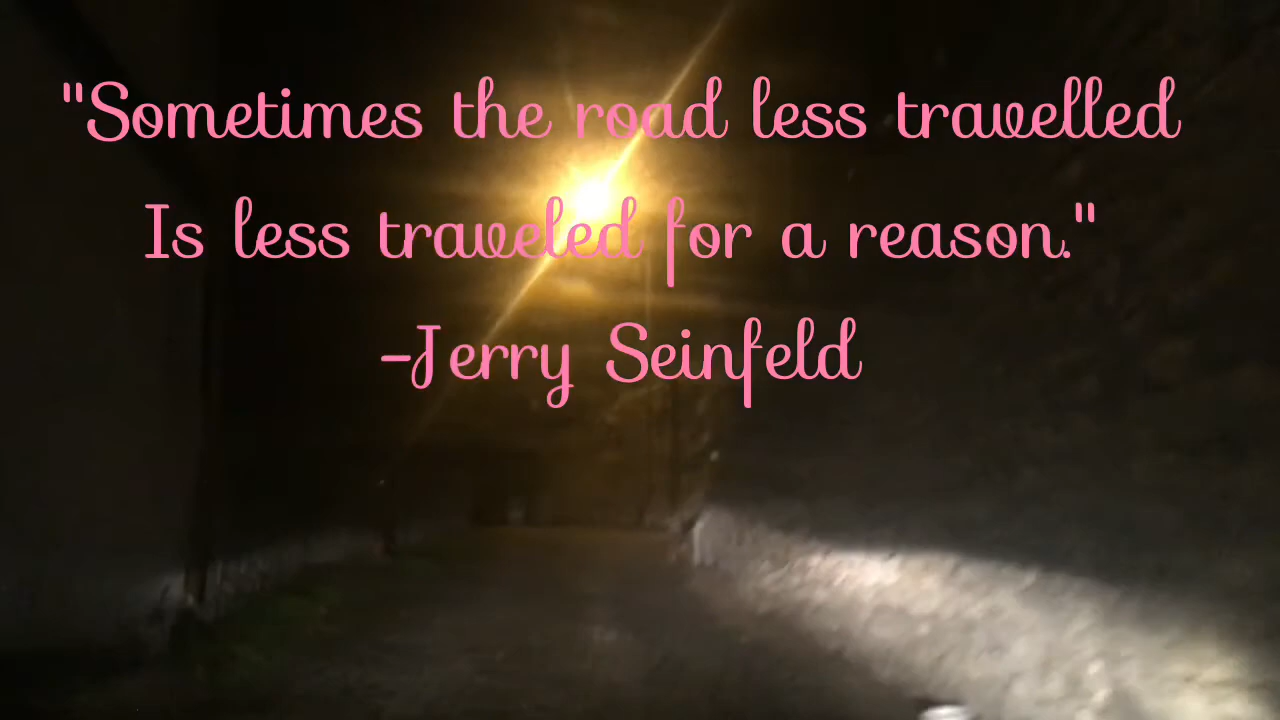 "Sometimes the road less travelled
Is less traveled for a reason."
-Jerry Seinfeld